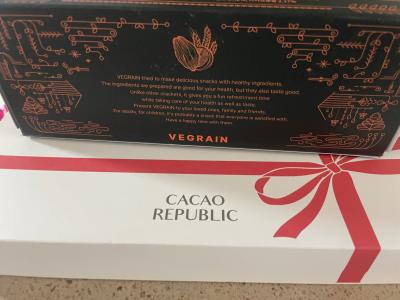 VEGRAIN tried to make delicious snacks with healthy ingredients.
The ingredients we prepared are good for your health, but they also taste good.
Unlike other crackers, it gives you a fun refreshment time
while taking care of your health as well as taste.
Present VEGRAIN to your loved ones, family and friends.
For adults, for children, it's probably a snack that everyone is satisfied with.
Have a happy time with them.
VEGRAIN
CACAO
REPUBLIC